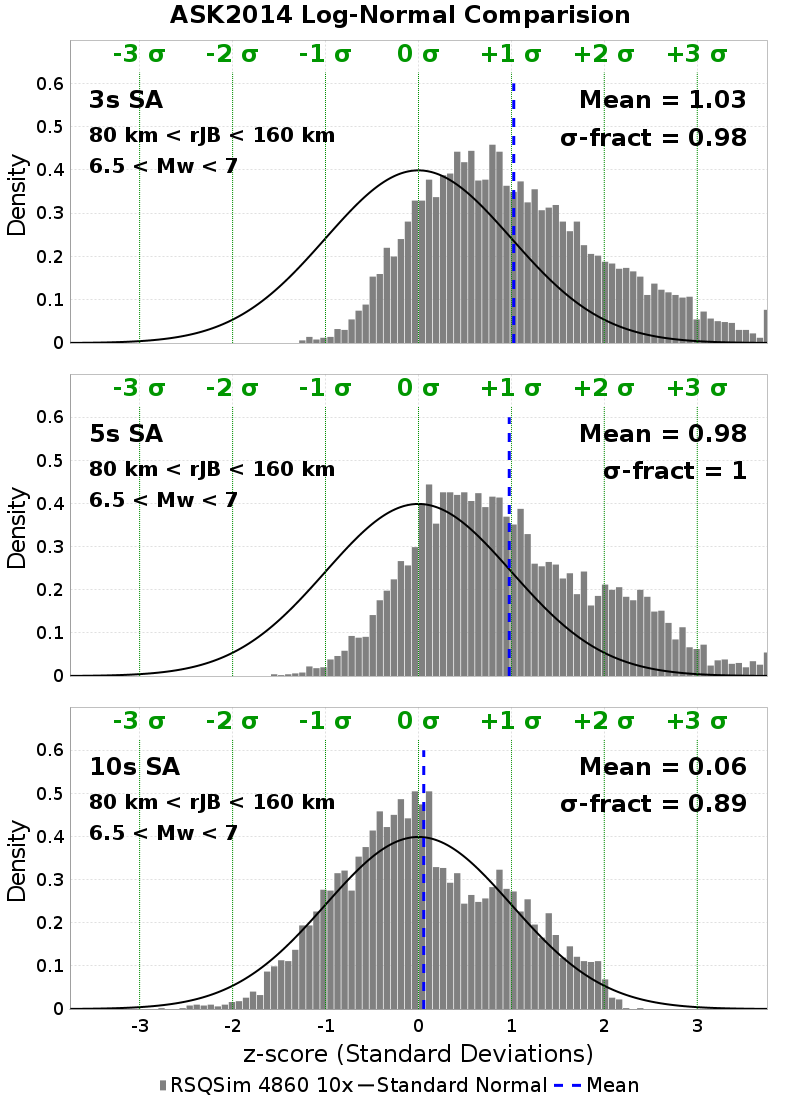 ASK2014 Log-Normal Comparision
-3 σ -2 σ -1 σ 0 σ +1 σ +2 σ +3 σ
0.6
3s SA Mean = 1.03
0.5
80 km < rJB < 160 km σ-fract = 0.98
6.5 < Mw < 7
0.4
Density
0.3
0.2
0.1
0
-3 σ -2 σ -1 σ 0 σ +1 σ +2 σ +3 σ
0.6
5s SA Mean = 0.98
0.5
80 km < rJB < 160 km σ-fract = 1
6.5 < Mw < 7
0.4
Density
0.3
0.2
0.1
0
-3 σ -2 σ -1 σ 0 σ +1 σ +2 σ +3 σ
0.6
10s SA Mean = 0.06
0.5
80 km < rJB < 160 km σ-fract = 0.89
6.5 < Mw < 7
0.4
Density
0.3
0.2
0.1
0
-3 -2 -1 0 1 2 3
z-score (Standard Deviations)
RSQSim 4860 10x Standard Normal Mean